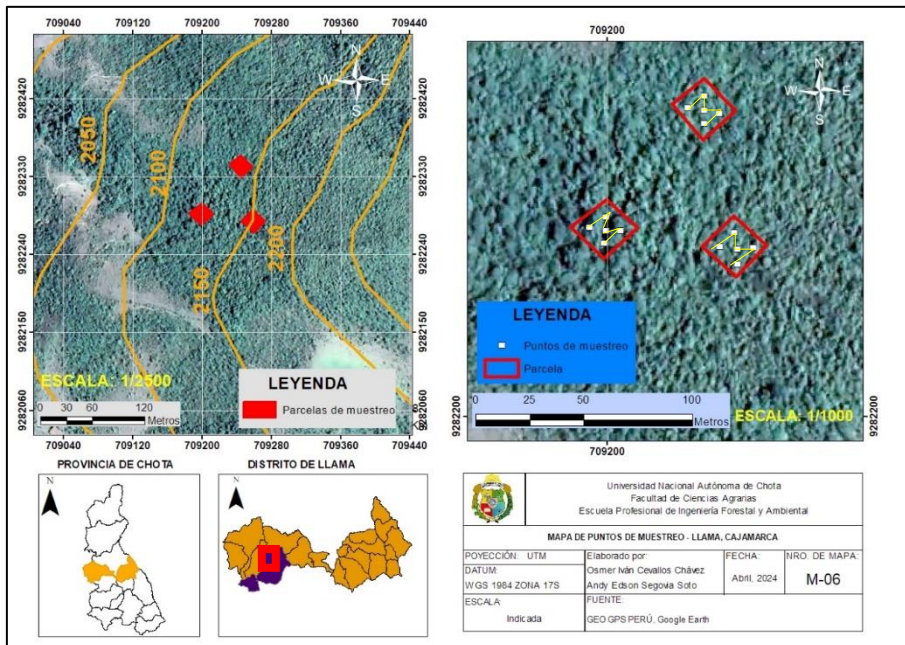 709040 709120 709200 709280 709360 709440
9282420 9282420
9282330 9282330
9282240 9282240
9282150 9282150
9282060 9282060
N
W E
S
2050
2100
2150
2200
ESCALA: 1/2500
0 30 60 120
Metros
LEYENDA
Parcelas de muestreo
709040 709120 709200 709280 709360 709440
709200
N
W E
S
LEYENDA
Puntos de muestreo
Parcela
0 25 50 100
Metros
ESCALA: 1/1000
9282200 9282200
709200
PROVINCIA DE CHOTA
N
DISTRITO DE LLAMA
N
Universidad Nacional Autónoma de Chota
Facultad de Ciencias Agrarias
Escuela Profesional de Ingeniería Forestal y Ambiental
MAPA DE PUNTOS DE MUESTREO - LLAMA, CAJAMARCA
POYECCIÓN: UTM
DATUM:
WGS 1984 ZONA 17S
ESCALA:
Indicada
Elaborado por:
Osmer Iván Cevallos Chávez
Andy Edson Segovia Soto
FUENTE:
GEO GPS PERÚ, Google Earth
FECHA:
Abril, 2024
NRO. DE MAPA:
M-06